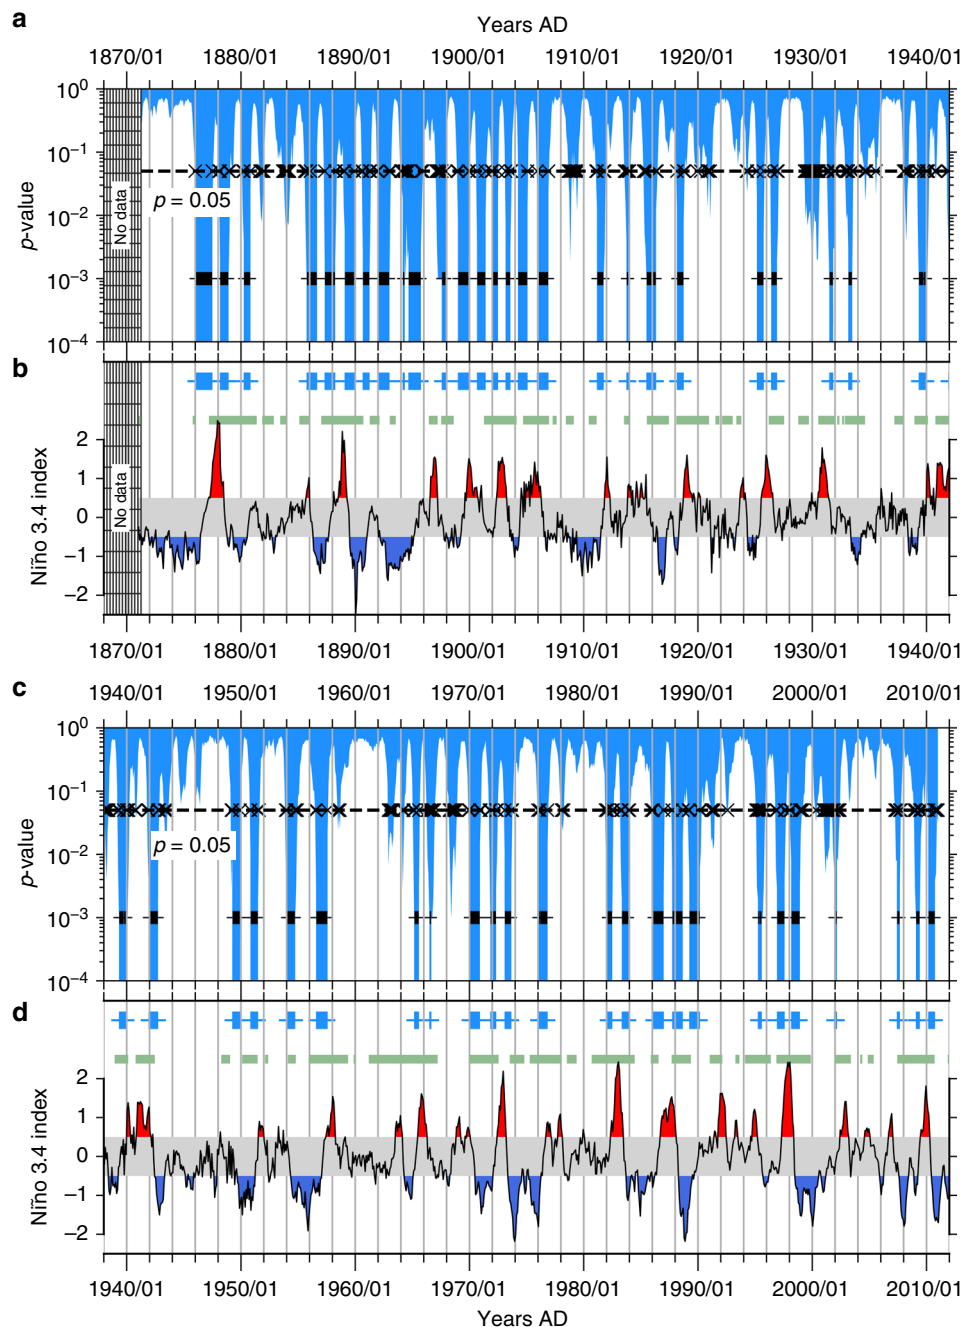 a
Years AD
1870/01 1880/01 1890/01 1900/01 1910/01 1920/01 1930/01 1940/01
10⁰
10⁻¹
10⁻²
10⁻³
10⁻⁴
p-value
No data
p = 0.05
b
2
1
0
−1
−2
Niño 3.4 index
No data
1870/01 1880/01 1890/01 1900/01 1910/01 1920/01 1930/01 1940/01
c
1940/01 1950/01 1960/01 1970/01 1980/01 1990/01 2000/01 2010/01
10⁰
10⁻¹
10⁻²
10⁻³
10⁻⁴
p-value
p = 0.05
d
2
1
0
−1
−2
Niño 3.4 index
1940/01 1950/01 1960/01 1970/01 1980/01 1990/01 2000/01 2010/01
Years AD